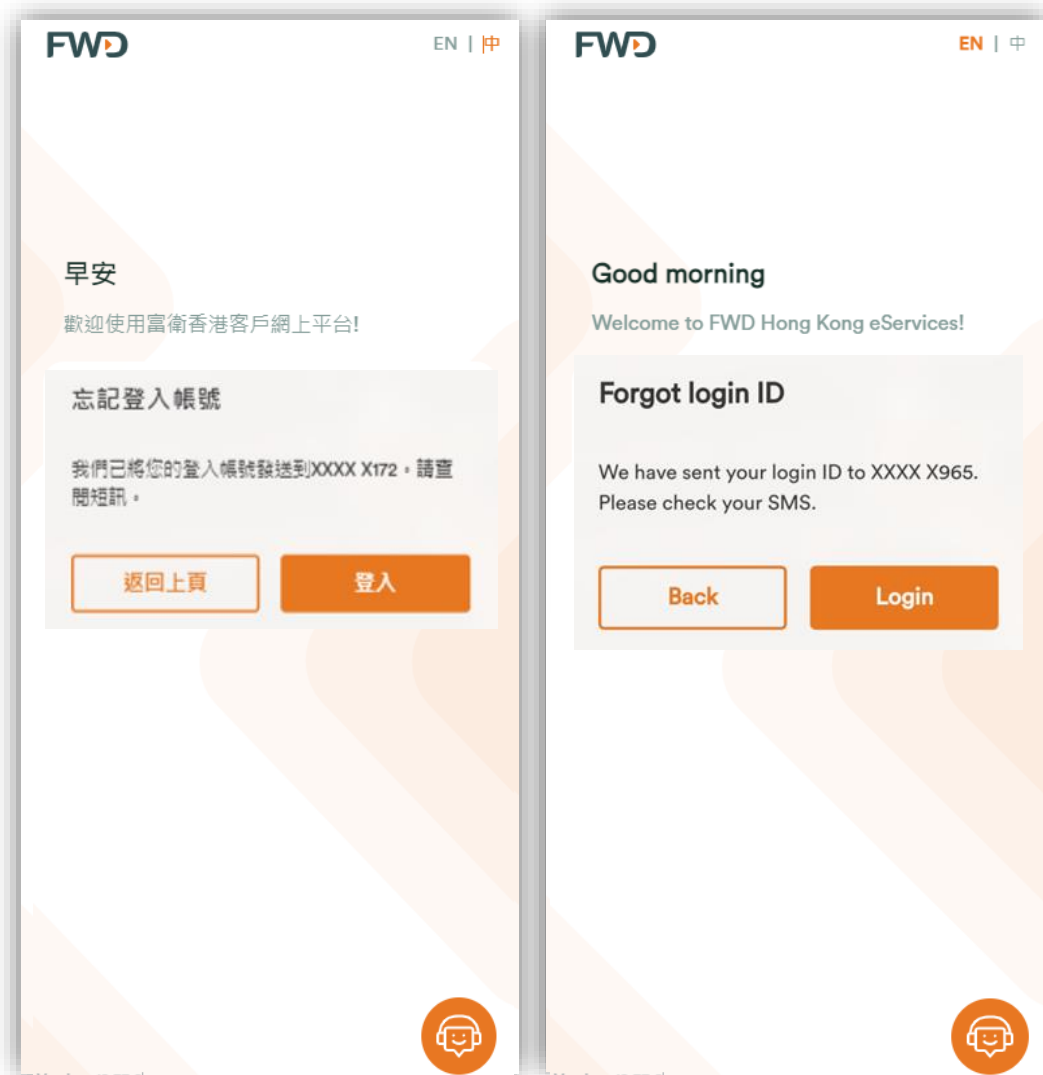 FWD
EN | 中
早安
歡迎使用富衛香港客戶網上平台!
忘記登入帳號
我們已將您的登入帳號發送到XXXX X172。請查
閱短訊。
返回上頁
登入
FWD
EN | 中
Good morning
Welcome to FWD Hong Kong eServices!
Forgot login ID
We have sent your login ID to XXXX X965.
Please check your SMS.
Back
Login